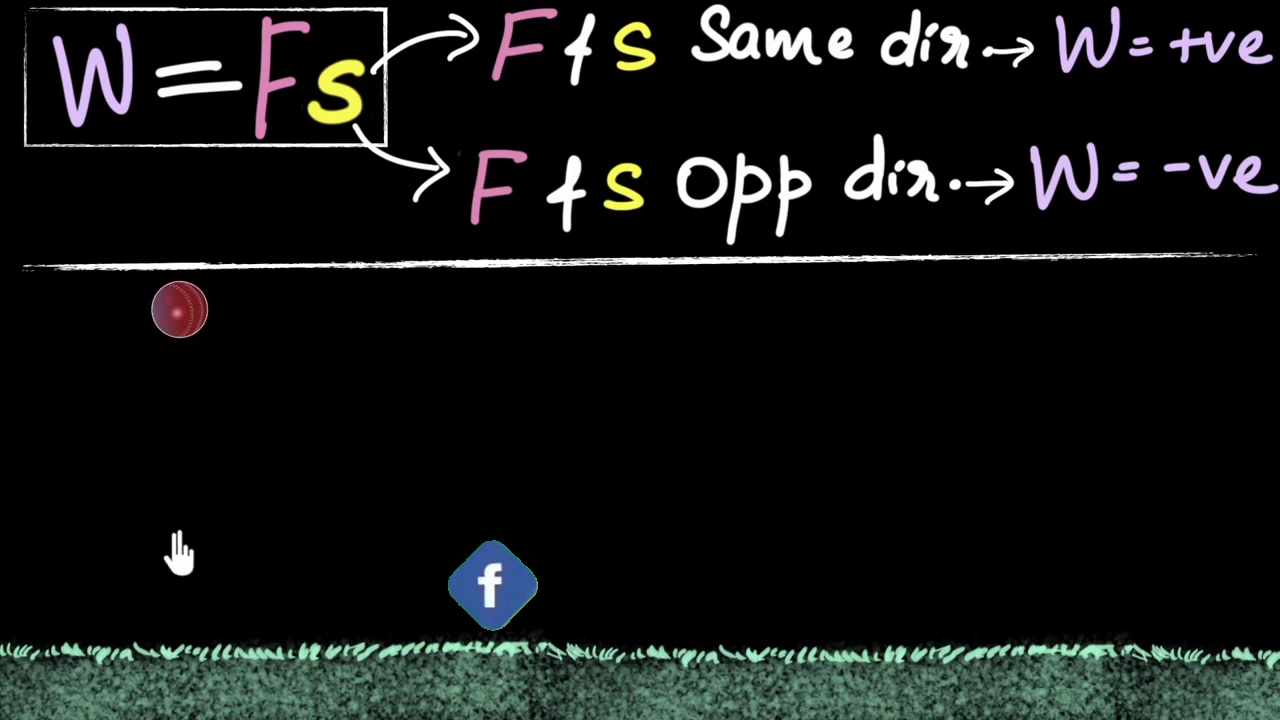 W = Fs
F & s Same dir. → W = +ve
F & s Opp dir. → W = -ve
f